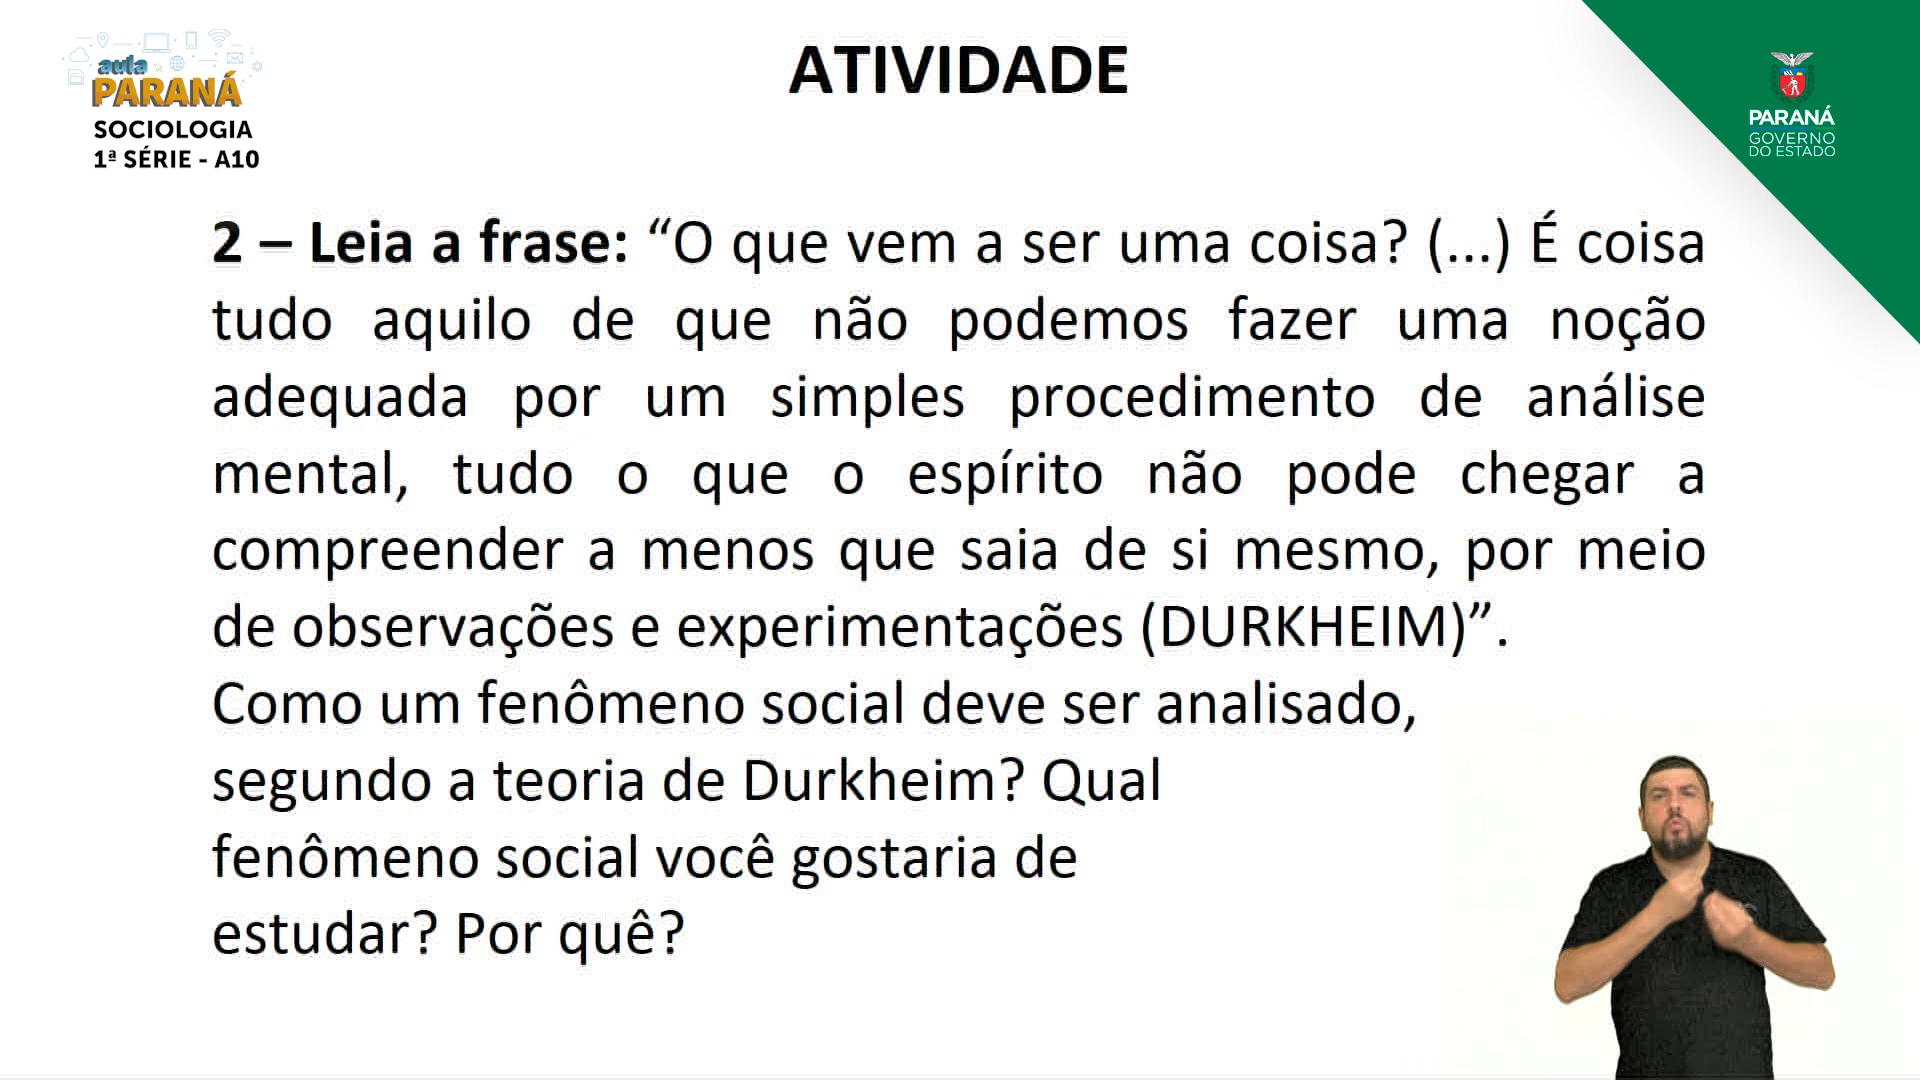 aula
PARANÁ
SOCIOLOGIA
1ª SÉRIE - A10
ATIVIDADE
PARANÁ
GOVERNO
DO ESTADO
2 – Leia a frase: “O que vem a ser uma coisa? (...) É coisa
tudo aquilo de que não podemos fazer uma noção
adequada por um simples procedimento de análise
mental, tudo o que o espírito não pode chegar a
compreender a menos que saia de si mesmo, por meio
de observações e experimentações (DURKHEIM)”.
Como um fenômeno social deve ser analisado,
segundo a teoria de Durkheim? Qual
fenômeno social você gostaria de
estudar? Por quê?